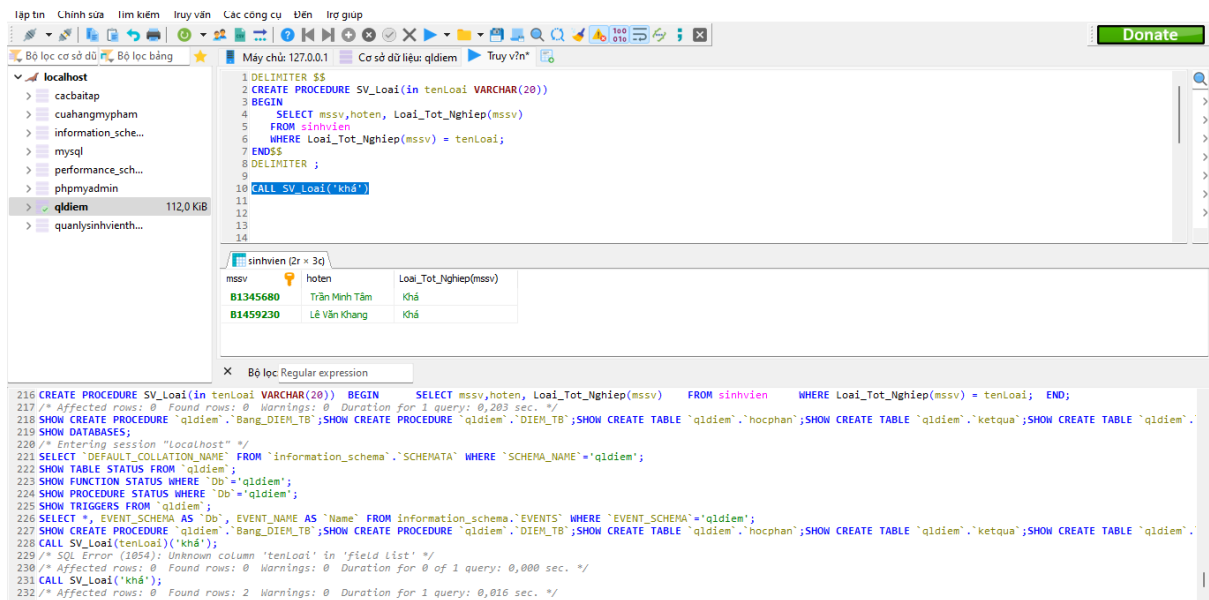 Tập tin Chỉnh sửa Tìm kiếm Truy vấn Các công cụ Đến Trợ giúp
Donate
Bộ lọc cơ sở dữ Bộ lọc bảng Máy chủ: 127.0.0.1 Cơ sở dữ liệu: qldiem Truy v?n*
localhost
cacbaitap
cuahangmypham
information_sche...
mysql
performance_sch...
phpmyadmin
qldiem 112,0 KiB
quanlysinhvienth...
1 DELIMITER $$
2 CREATE PROCEDURE SV_Loai(in tenLoai VARCHAR(20))
3 BEGIN
4 SELECT mssv,hoten, Loai_Tot_Nghiep(mssv)
5 FROM sinhvien
6 WHERE Loai_Tot_Nghiep(mssv) = tenLoai;
7 END$$
8 DELIMITER ;
9
10 CALL SV_Loai('khá')
11
12
13
14
sinhvien (2r × 3c)
mssv hoten Loai_Tot_Nghiep(mssv)
B1345680 Trần Minh Tâm Khá
B1459230 Lê Văn Khang Khá
× Bộ lọc Regular expression
216 CREATE PROCEDURE SV_Loai(in tenLoai VARCHAR(20)) BEGIN SELECT mssv,hoten, Loai_Tot_Nghiep(mssv) FROM sinhvien WHERE Loai_Tot_Nghiep(mssv) = tenLoai; END;
217 /* Affected rows: 0 Found rows: 0 Warnings: 0 Duration for 1 query: 0,203 sec. */
218 SHOW CREATE PROCEDURE `qldiem`.`Bang_DIEM_TB`;SHOW CREATE PROCEDURE `qldiem`.`DIEM_TB`;SHOW CREATE TABLE `qldiem`.`hocphan`;SHOW CREATE TABLE `qldiem`.`ketqua`;SHOW CREATE TABLE `qldiem`.`
219 SHOW DATABASES;
220 /* Entering session "localhost" */
221 SELECT `DEFAULT_COLLATION_NAME` FROM `information_schema`.`SCHEMATA` WHERE `SCHEMA_NAME`='qldiem';
222 SHOW TABLE STATUS FROM `qldiem`;
223 SHOW FUNCTION STATUS WHERE `Db`='qldiem';
224 SHOW PROCEDURE STATUS WHERE `Db`='qldiem';
225 SHOW TRIGGERS FROM `qldiem`;
226 SELECT *, EVENT_SCHEMA AS `Db`, EVENT_NAME AS `Name` FROM information_schema.`EVENTS` WHERE `EVENT_SCHEMA`='qldiem';
227 SHOW CREATE PROCEDURE `qldiem`.`Bang_DIEM_TB`;SHOW CREATE PROCEDURE `qldiem`.`DIEM_TB`;SHOW CREATE TABLE `qldiem`.`hocphan`;SHOW CREATE TABLE `qldiem`.`ketqua`;SHOW CREATE TABLE `qldiem`.`
228 CALL SV_Loai(tenLoai)('khá');
229 /* SQL Error (1054): Unknown column 'tenLoai' in 'field list' */
230 /* Affected rows: 0 Found rows: 0 Warnings: 0 Duration for 0 of 1 query: 0,000 sec. */
231 CALL SV_Loai('khá');
232 /* Affected rows: 0 Found rows: 2 Warnings: 0 Duration for 1 query: 0,016 sec. */